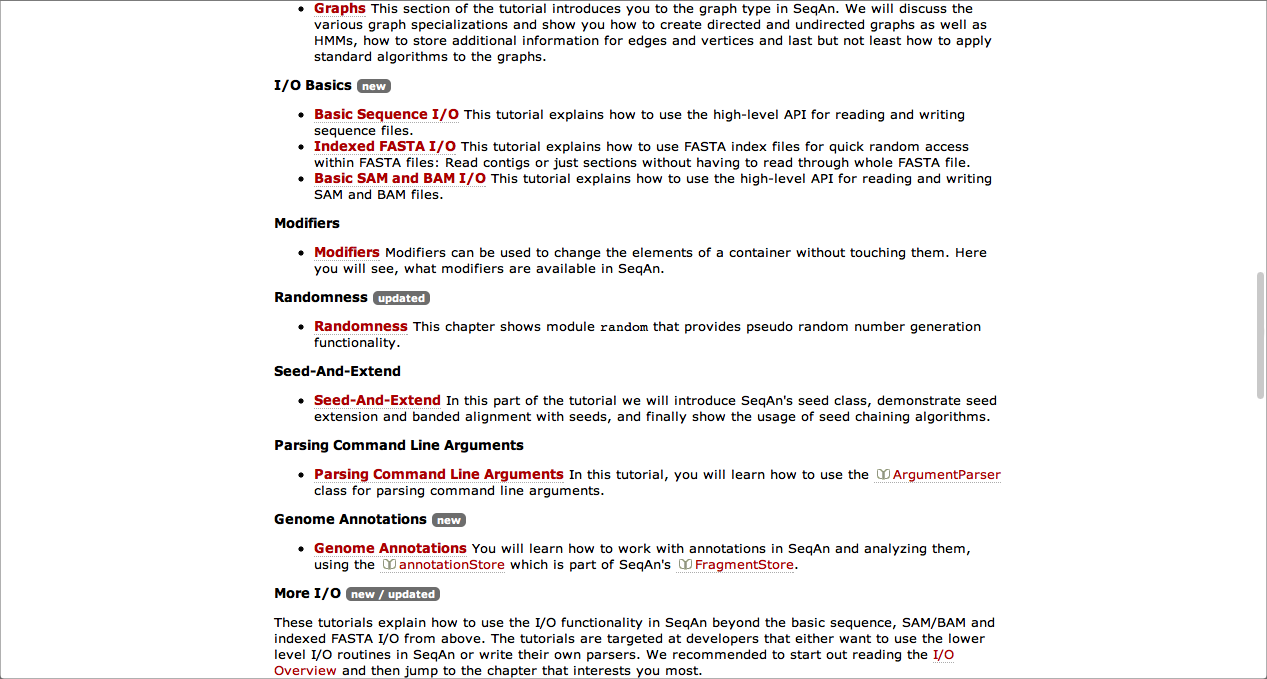 • Graphs This section of the tutorial introduces you to the graph type in SeqAn. We will discuss the
various graph specializations and show you how to create directed and undirected graphs as well as
HMMs, how to store additional information for edges and vertices and last but not least how to apply
standard algorithms to the graphs.
I/O Basics new
• Basic Sequence I/O This tutorial explains how to use the high-level API for reading and writing
sequence files.
• Indexed FASTA I/O This tutorial explains how to use FASTA index files for quick random access
within FASTA files: Read contigs or just sections without having to read through whole FASTA file.
• Basic SAM and BAM I/O This tutorial explains how to use the high-level API for reading and writing
SAM and BAM files.
Modifiers
• Modifiers Modifiers can be used to change the elements of a container without touching them. Here
you will see, what modifiers are available in SeqAn.
Randomness updated
• Randomness This chapter shows module random that provides pseudo random number generation
functionality.
Seed-And-Extend
• Seed-And-Extend In this part of the tutorial we will introduce SeqAn's seed class, demonstrate seed
extension and banded alignment with seeds, and finally show the usage of seed chaining algorithms.
Parsing Command Line Arguments
• Parsing Command Line Arguments In this tutorial, you will learn how to use the ArgumentParser
class for parsing command line arguments.
Genome Annotations new
• Genome Annotations You will learn how to work with annotations in SeqAn and analyzing them,
using the annotationStore which is part of SeqAn's FragmentStore.
More I/O new / updated
These tutorials explain how to use the I/O functionality in SeqAn beyond the basic sequence, SAM/BAM and
indexed FASTA I/O from above. The tutorials are targeted at developers that either want to use the lower
level I/O routines in SeqAn or write their own parsers. We recommended to start out reading the I/O
Overview and then jump to the chapter that interests you most.